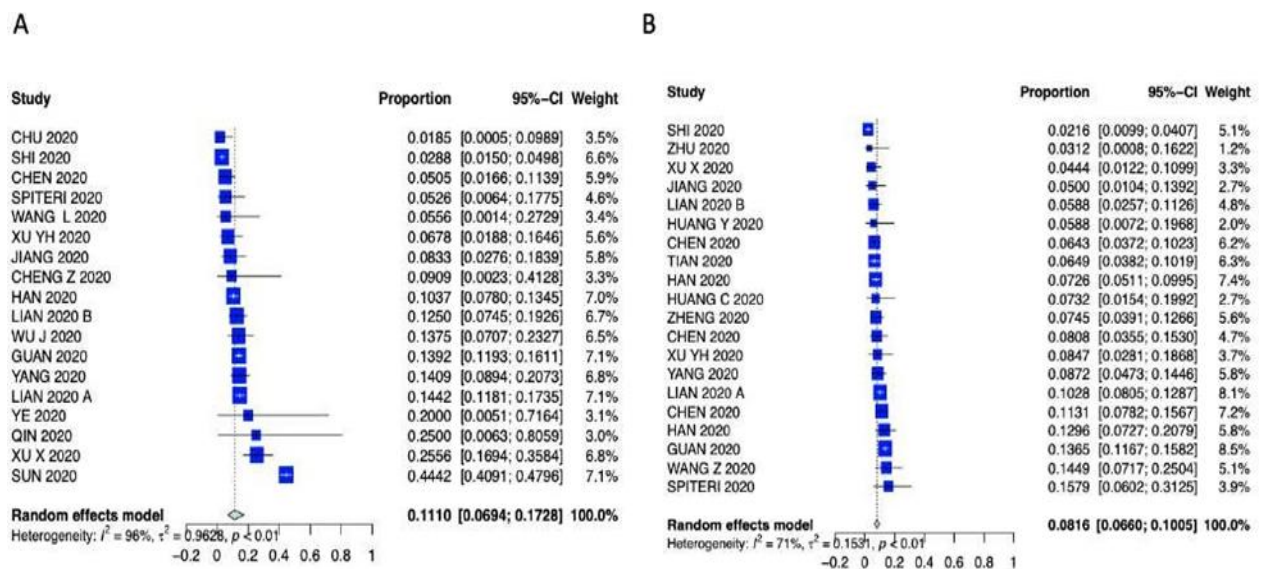 A
Study Proportion 95%-CI Weight
CHU 2020 0.0185 [0.0005; 0.0989] 3.5%
SHI 2020 0.0288 [0.0150; 0.0498] 6.6%
CHEN 2020 0.0505 [0.0166; 0.1139] 5.9%
SPITERI 2020 0.0526 [0.0064; 0.1775] 4.6%
WANG L 2020 0.0556 [0.0014; 0.2729] 3.4%
XU YH 2020 0.0678 [0.0188; 0.1646] 5.6%
JIANG 2020 0.0833 [0.0276; 0.1839] 5.8%
CHENG Z 2020 0.0909 [0.0023; 0.4128] 3.3%
HAN 2020 0.1037 [0.0780; 0.1345] 7.0%
LIAN 2020 B 0.1250 [0.0745; 0.1926] 6.7%
WU J 2020 0.1375 [0.0707; 0.2327] 6.3%
GUAN 2020 0.1392 [0.1193; 0.1611] 7.1%
YANG 2020 0.1409 [0.0894; 0.2073] 6.8%
LIAN 2020 A 0.1442 [0.1181; 0.1735] 7.1%
YE 2020 0.2000 [0.0051; 0.7164] 3.1%
QIN 2020 0.2500 [0.0063; 0.8059] 3.0%
XU X 2020 0.2556 [0.1694; 0.3584] 6.8%
SUN 2020 0.4442 [0.4091; 0.4796] 7.1%
Random effects model 0.1110 [0.0694; 0.1728] 100.0%
Heterogeneity: I² = 96%, τ² = 0.9628, p < 0.01
-0.2 0 0.2 0.4 0.6 0.8 1
B
Study Proportion 95%-CI Weight
SHI 2020 0.0216 [0.0099; 0.0407] 5.1%
ZHU 2020 0.0312 [0.0008; 0.1622] 1.2%
XU X 2020 0.0444 [0.0122; 0.1099] 3.3%
JIANG 2020 0.0500 [0.0104; 0.1392] 2.7%
LIAN 2020 B 0.0588 [0.0257; 0.1126] 4.8%
HUANG Y 2020 0.0588 [0.0072; 0.1968] 2.0%
CHEN 2020 0.0643 [0.0372; 0.1023] 6.2%
TIAN 2020 0.0649 [0.0382; 0.1019] 6.3%
HAN 2020 0.0726 [0.0511; 0.0995] 7.4%
HUANG C 2020 0.0732 [0.0154; 0.1992] 2.7%
ZHENG 2020 0.0745 [0.0391; 0.1266] 5.6%
CHEN 2020 0.0808 [0.0355; 0.1530] 4.7%
XU YH 2020 0.0847 [0.0281; 0.1868] 3.7%
YANG 2020 0.0872 [0.0473; 0.1446] 5.8%
LIAN 2020 A 0.1028 [0.0805; 0.1287] 8.1%
CHEN 2020 0.1131 [0.0782; 0.1567] 7.2%
HAN 2020 0.1296 [0.0727; 0.2079] 5.8%
GUAN 2020 0.1365 [0.1167; 0.1582] 8.5%
WANG Z 2020 0.1449 [0.0717; 0.2504] 5.1%
SPITERI 2020 0.1579 [0.0602; 0.3125] 3.9%
Random effects model 0.0816 [0.0660; 0.1005] 100.0%
Heterogeneity: I² = 71%, τ² = 0.1531, p < 0.01
-0.2 0 0.2 0.4 0.6 0.8 1